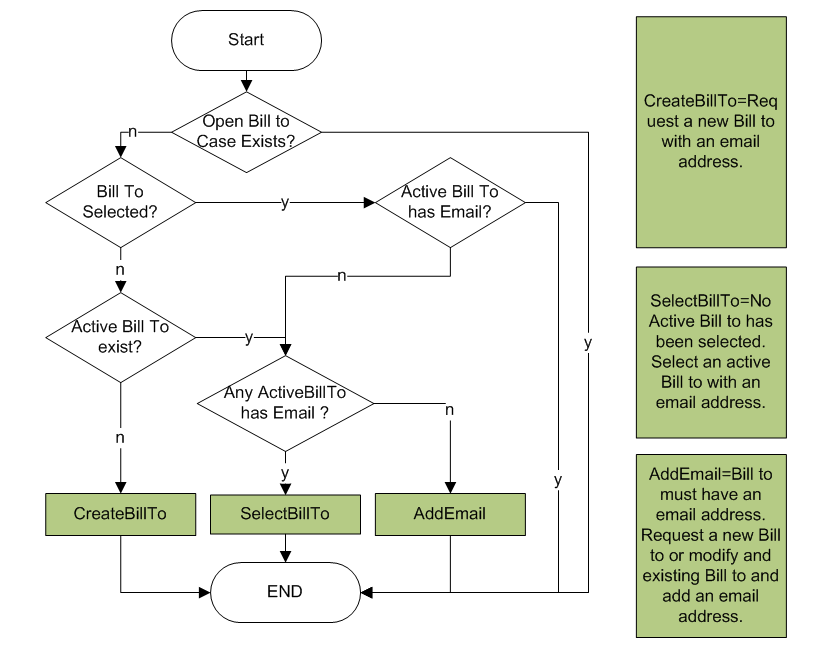 Start
Open Bill to
Case Exists?
n
Bill To
Selected?
y
Active Bill To
has Email?
n
n
Active Bill To
exist?
y
y
Any ActiveBillTo
has Email ?
n
n
y
y
CreateBillTo
SelectBillTo
AddEmail
END
CreateBillTo=Req
uest a new Bill to
with an email
address.
SelectBillTo=No
Active Bill to has
been selected.
Select an active
Bill to with an
email address.
AddEmail=Bill to
must have an
email address.
Request a new Bill
to or modify and
existing Bill to and
add an email
address.